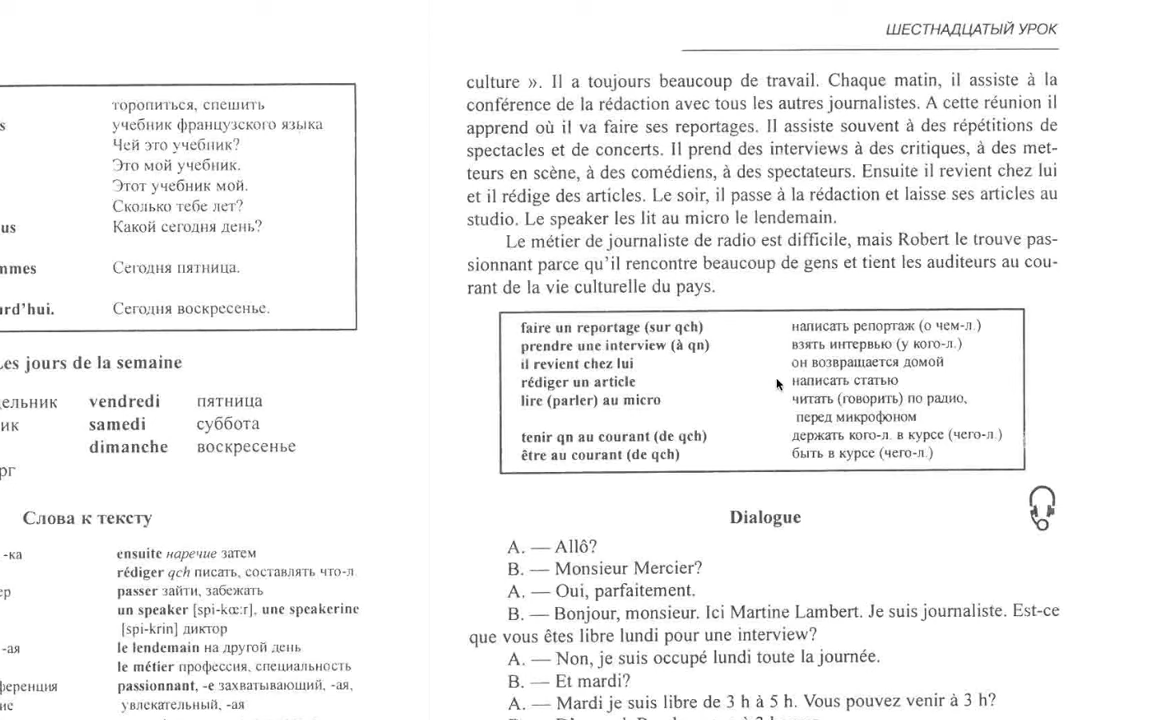 торопиться, спешить
учебник французского языка
Чей это учебник?
Это мой учебник.
Этот учебник мой.
Сколько тебе лет?
us Какой сегодня день?
mmes Сегодня пятница.
urd’hui. Сегодня воскресенье.
Les jours de la semaine
ельник vendredi пятница
ик samedi суббота
dimanche воскресенье
рг
Слова к тексту
-ка ensuite наречие затем
rédiger qch писать, составлять что-л
ер passer зайти, забежать
un speaker [spi-kœ:r], une speakerine
[spi-krin] диктор
-ая le lendemain на другой день
le métier профессия, специальность
ференция passionnant, -e захватывающий, -ая,
ие увлекательный, -ая
ШЕСТНАДЦАТЫЙ УРОК
culture ». Il a toujours beaucoup de travail. Chaque matin, il assiste à la
conférence de la rédaction avec tous les autres journalistes. A cette réunion il
apprend où il va faire ses reportages. Il assiste souvent à des répétitions de
spectacles et de concerts. Il prend des interviews à des critiques, à des met-
teurs en scène, à des comédiens, à des spectateurs. Ensuite il revient chez lui
et il rédige des articles. Le soir, il passe à la rédaction et laisse ses articles au
studio. Le speaker les lit au micro le lendemain.
Le métier de journaliste de radio est difficile, mais Robert le trouve pas-
sionnant parce qu’il rencontre beaucoup de gens et tient les auditeurs au cou-
rant de la vie culturelle du pays.
faire un reportage (sur qch) написать репортаж (о чем-л.)
prendre une interview (à qn) взять интервью (у кого-л.)
il revient chez lui он возвращается домой
rédiger un article написать статью
lire (parler) au micro читать (говорить) по радио,
перед микрофоном
tenir qn au courant (de qch) держать кого-л. в курсе (чего-л.)
être au courant (de qch) быть в курсе (чего-л.)
Dialogue
A. — Allô?
B. — Monsieur Mercier?
A. — Oui, parfaitement.
B. — Bonjour, monsieur. Ici Martine Lambert. Je suis journaliste. Est-ce
que vous êtes libre lundi pour une interview?
A. — Non, je suis occupé lundi toute la journée.
B. — Et mardi?
A. — Mardi je suis libre de 3 h à 5 h. Vous pouvez venir à 3 h?